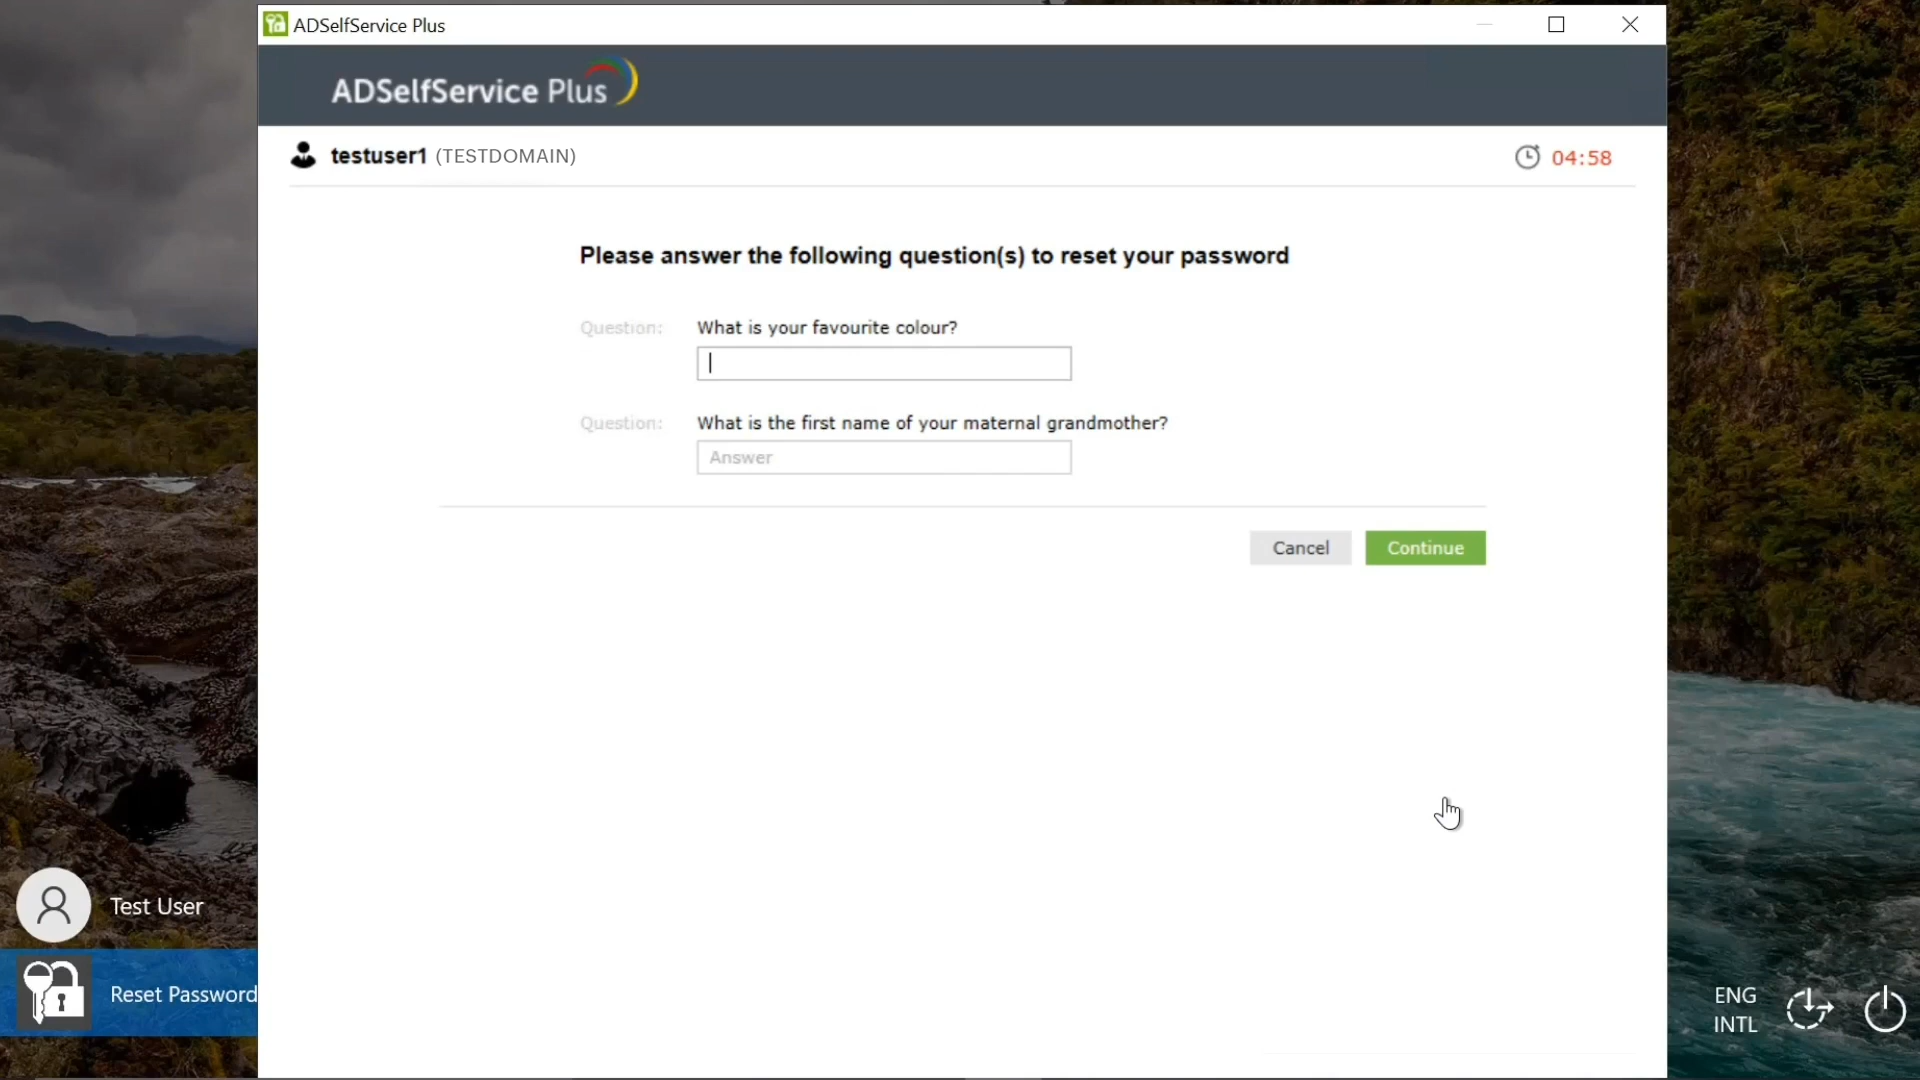 ADSelfService Plus
ADSelfService Plus
testuser1 (TESTDOMAIN)
04:58
Please answer the following question(s) to reset your password
Question: What is your favourite colour?
Question: What is the first name of your maternal grandmother?
Answer
Cancel Continue
Test User
Reset Password
ENG
INTL